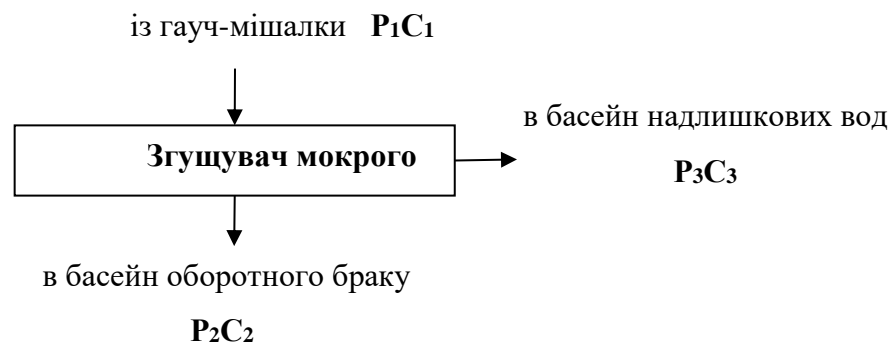 із гауч-мішалки P₁C₁
в басейн надлишкових вод
Згущувач мокрого
P₃C₃
в басейн оборотного браку
P₂C₂